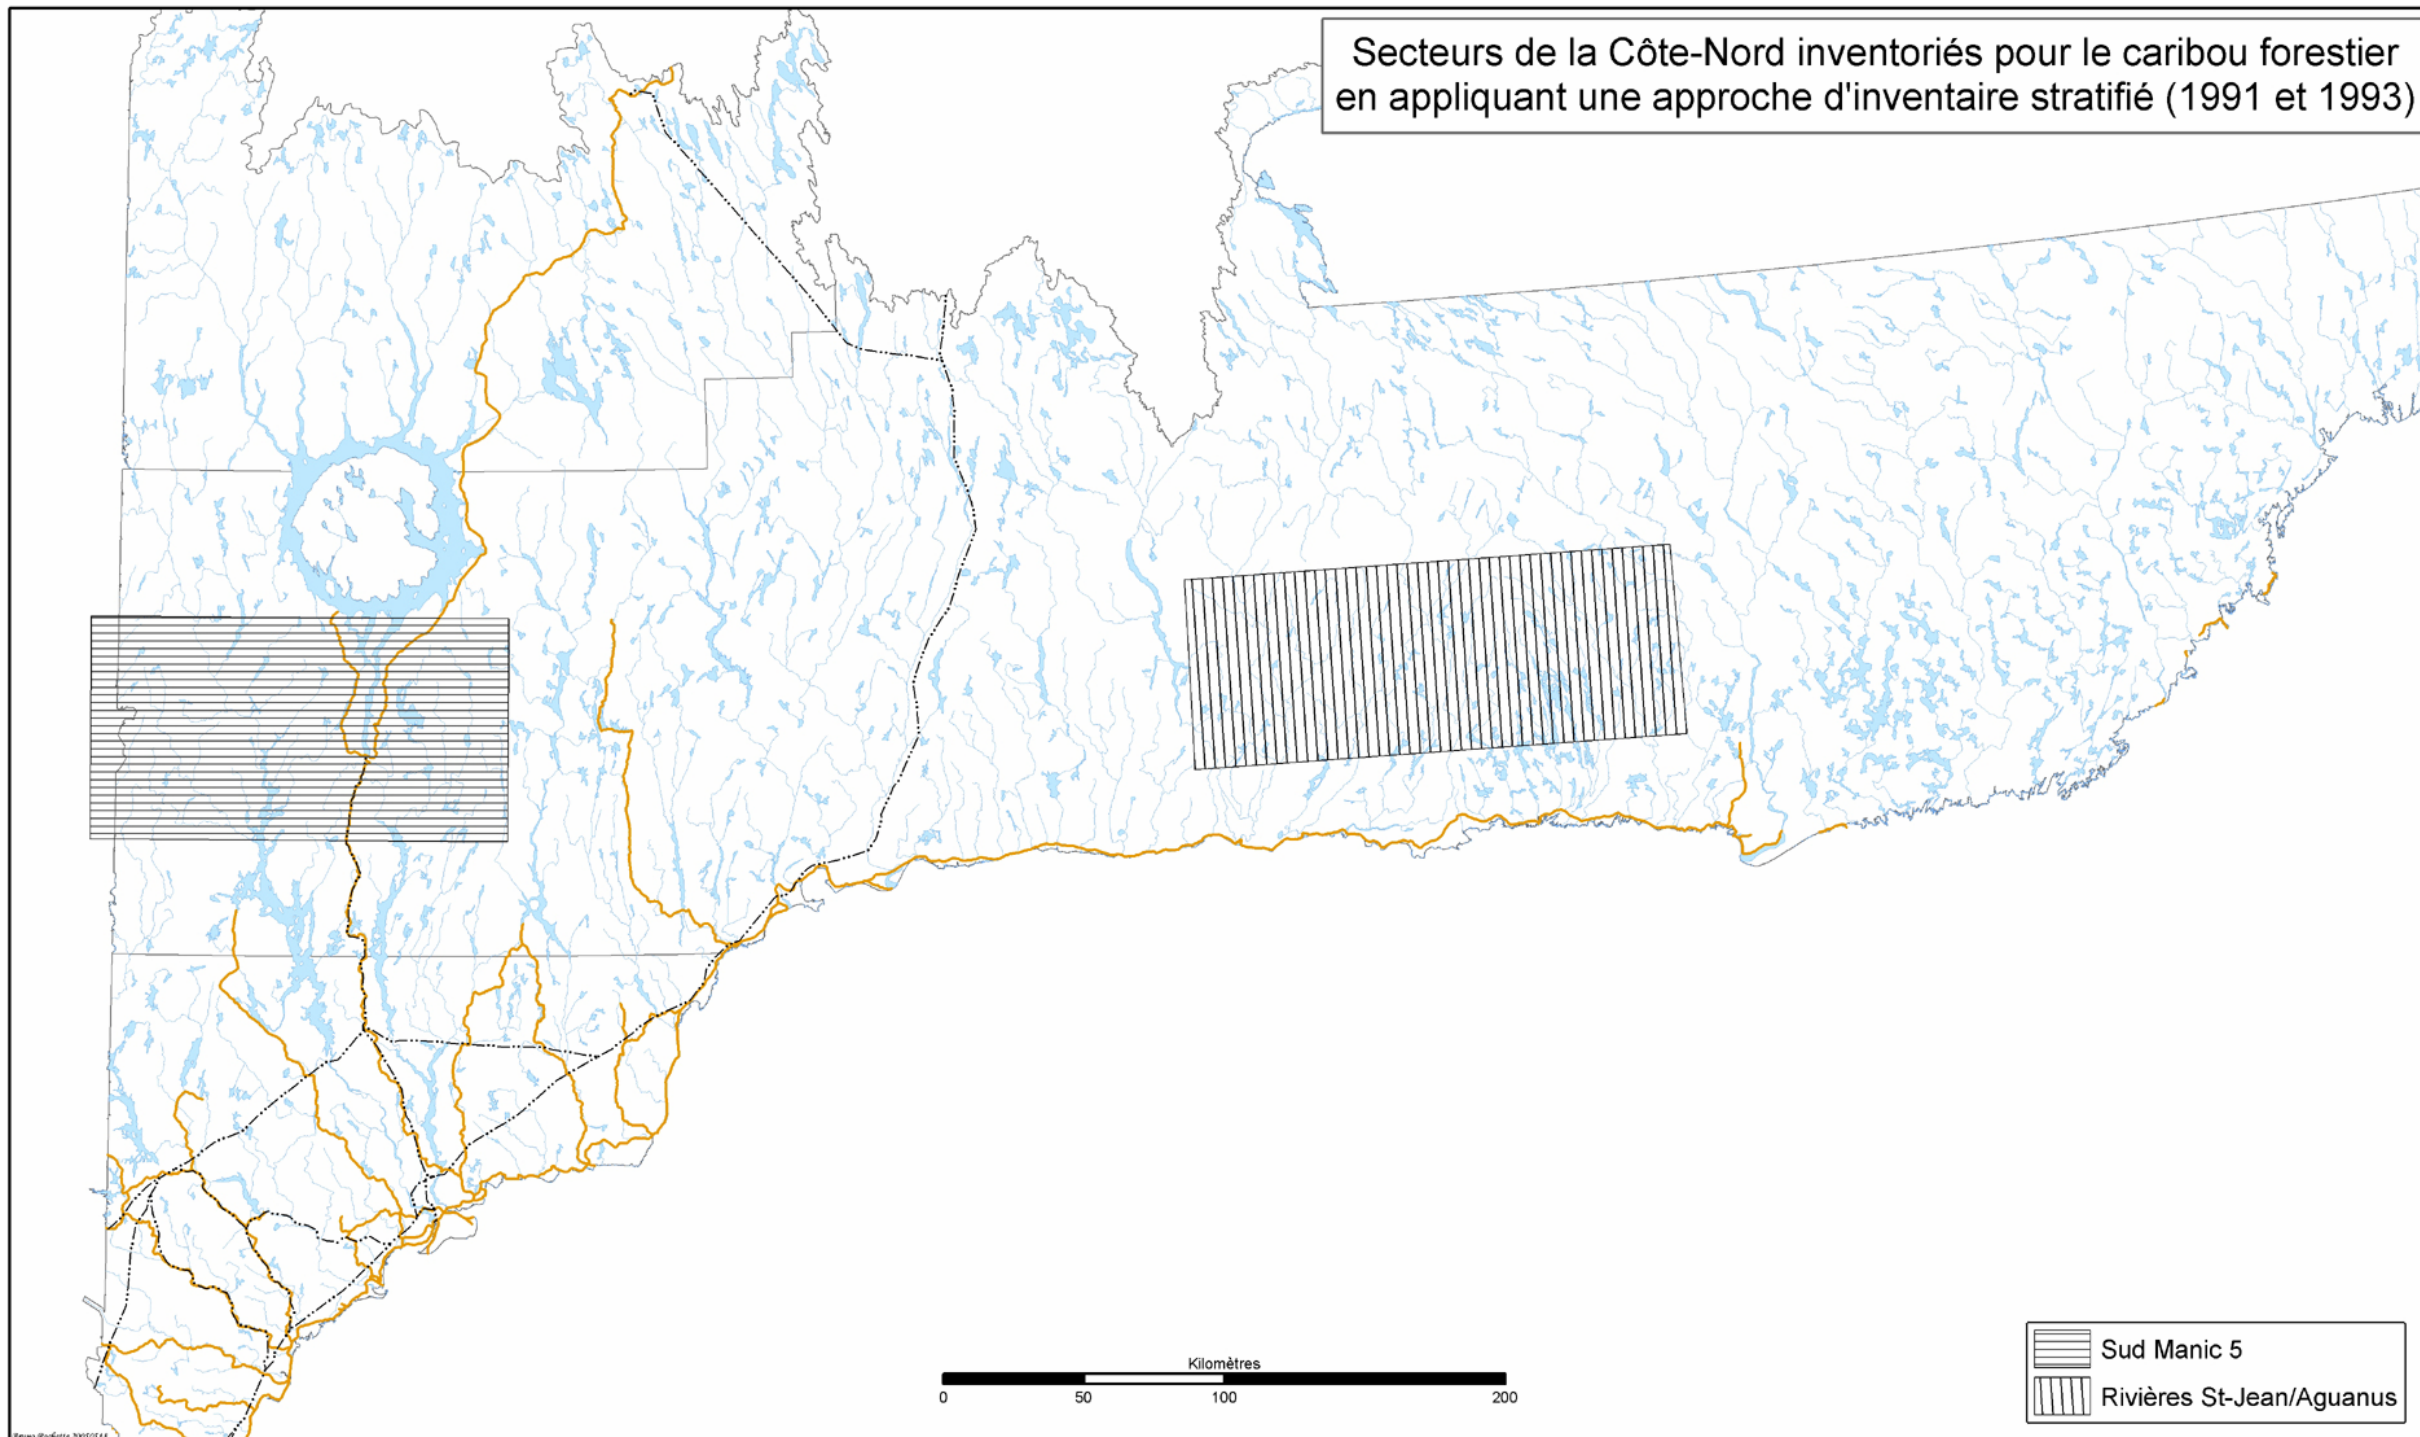 Secteurs de la Côte-Nord inventoriés pour le caribou forestier
en appliquant une approche d'inventaire stratifié (1991 et 1993)
Kilomètres
0 50 100 200
Sud Manic 5
Rivières St-Jean/Aguanus